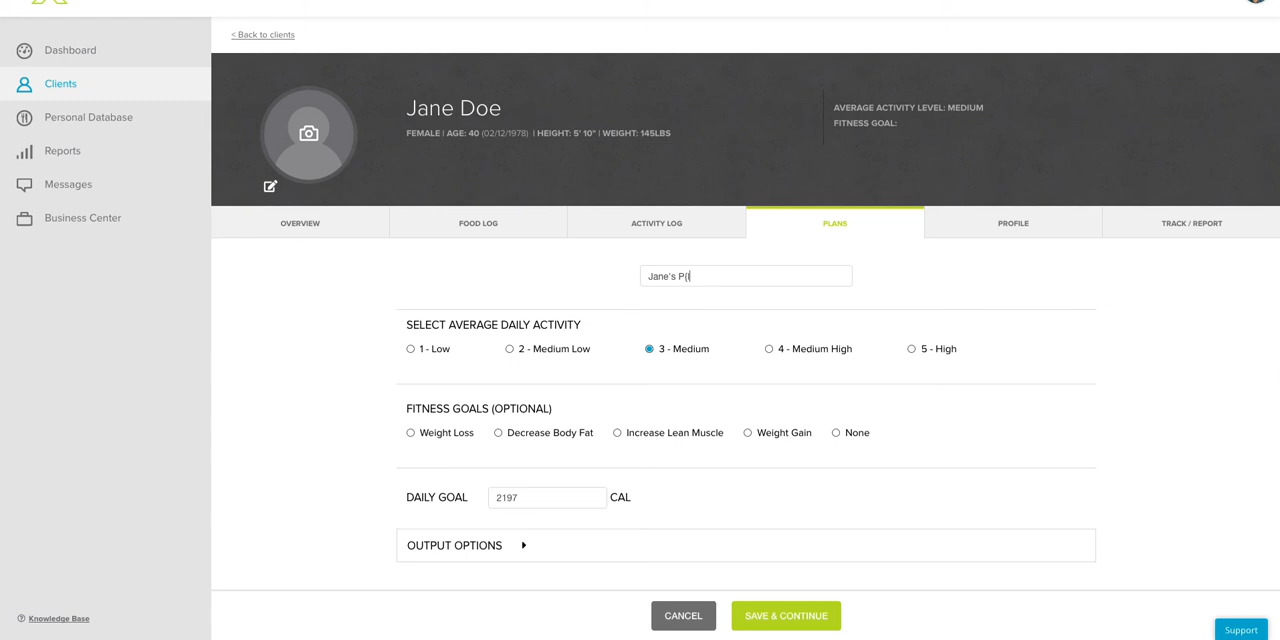 < Back to clients
Dashboard
Clients
Personal Database
Reports
Messages
Business Center
Knowledge Base
Jane Doe
FEMALE | AGE: 40 (02/12/1978) | HEIGHT: 5' 10" | WEIGHT: 145LBS
AVERAGE ACTIVITY LEVEL: MEDIUM
FITNESS GOAL:
OVERVIEW FOOD LOG ACTIVITY LOG PLANS PROFILE TRACK / REPORT
Jane's P(l
SELECT AVERAGE DAILY ACTIVITY
1 - Low 2 - Medium Low 3 - Medium 4 - Medium High 5 - High
FITNESS GOALS (OPTIONAL)
Weight Loss Decrease Body Fat Increase Lean Muscle Weight Gain None
DAILY GOAL 2197 CAL
OUTPUT OPTIONS
CANCEL SAVE & CONTINUE
Support